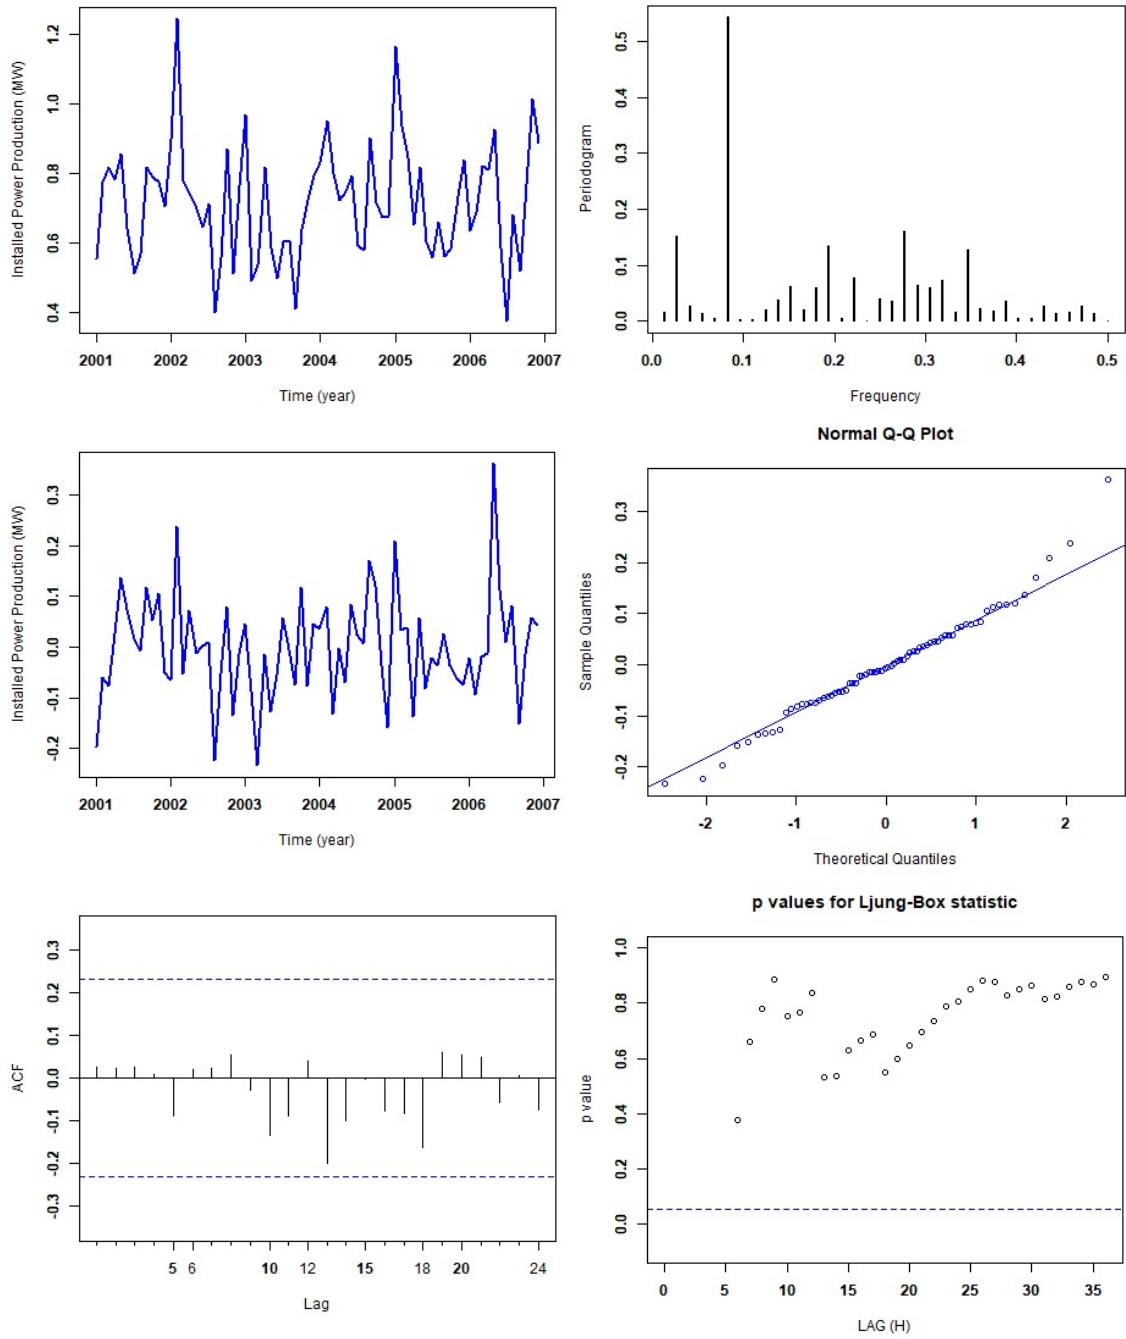 Installed Power Production (MW)
1.2
1.0
0.8
0.6
0.4
2001 2002 2003 2004 2005 2006 2007
Time (year)
Periodogram
0.5
0.4
0.3
0.2
0.1
0.0
0.0 0.1 0.2 0.3 0.4 0.5
Frequency
Installed Power Production (MW)
0.3
0.2
0.1
0.0
-0.1
-0.2
2001 2002 2003 2004 2005 2006 2007
Time (year)
Normal Q-Q Plot
Sample Quantiles
0.3
0.2
0.1
0.0
-0.1
-0.2
-2 -1 0 1 2
Theoretical Quantiles
ACF
0.3
0.2
0.1
0.0
-0.1
-0.2
-0.3
5 6 10 12 15 18 20 24
Lag
p values for Ljung-Box statistic
p value
1.0
0.8
0.6
0.4
0.2
0.0
0 5 10 15 20 25 30 35
LAG (H)